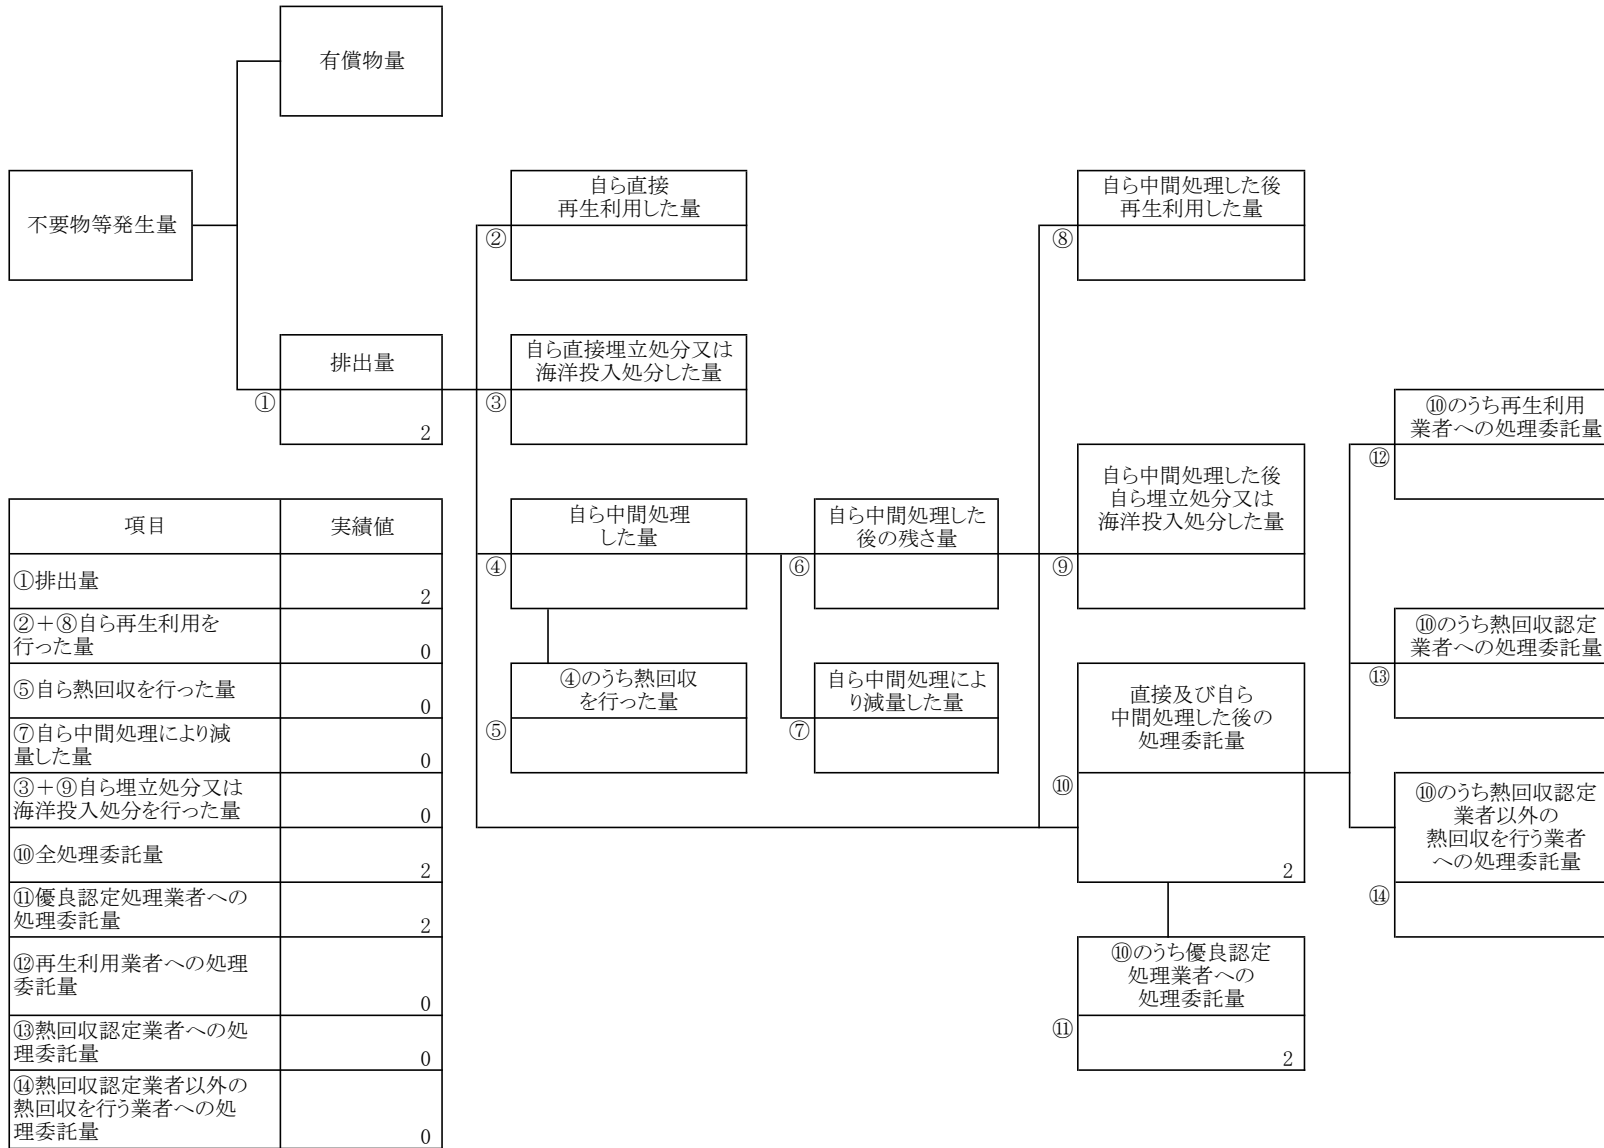 有償物量
不要物等発生量
自ら直接
再生利用した量
②
自ら中間処理した後
再生利用した量
⑧
排出量
①
2
自ら直接埋立処分又は
海洋投入処分した量
③
⑩のうち再生利用
業者への処理委託量
⑫
自ら中間処理
した量
④
自ら中間処理した
後の残さ量
⑥
自ら中間処理した後
自ら埋立処分又は
海洋投入処分した量
⑨
④のうち熱回収
を行った量
⑤
自ら中間処理によ
り減量した量
⑦
直接及び自ら
中間処理した後の
処理委託量
⑩
2
⑩のうち熱回収認定
業者への処理委託量
⑬
⑩のうち熱回収認定
業者以外の
熱回収を行う業者
への処理委託量
⑭
⑩のうち優良認定
処理業者への
処理委託量
⑪
2
項目 実績値
①排出量
2
②+⑧自ら再生利用を
行った量
0
⑤自ら熱回収を行った量
0
⑦自ら中間処理により減
量した量
0
③+⑨自ら埋立処分又は
海洋投入処分を行った量
0
⑩全処理委託量
2
⑪優良認定処理業者への
処理委託量
2
⑫再生利用業者への処理
委託量
0
⑬熱回収認定業者への処
理委託量
0
⑭熱回収認定業者以外の
熱回収を行う業者への処
理委託量
0